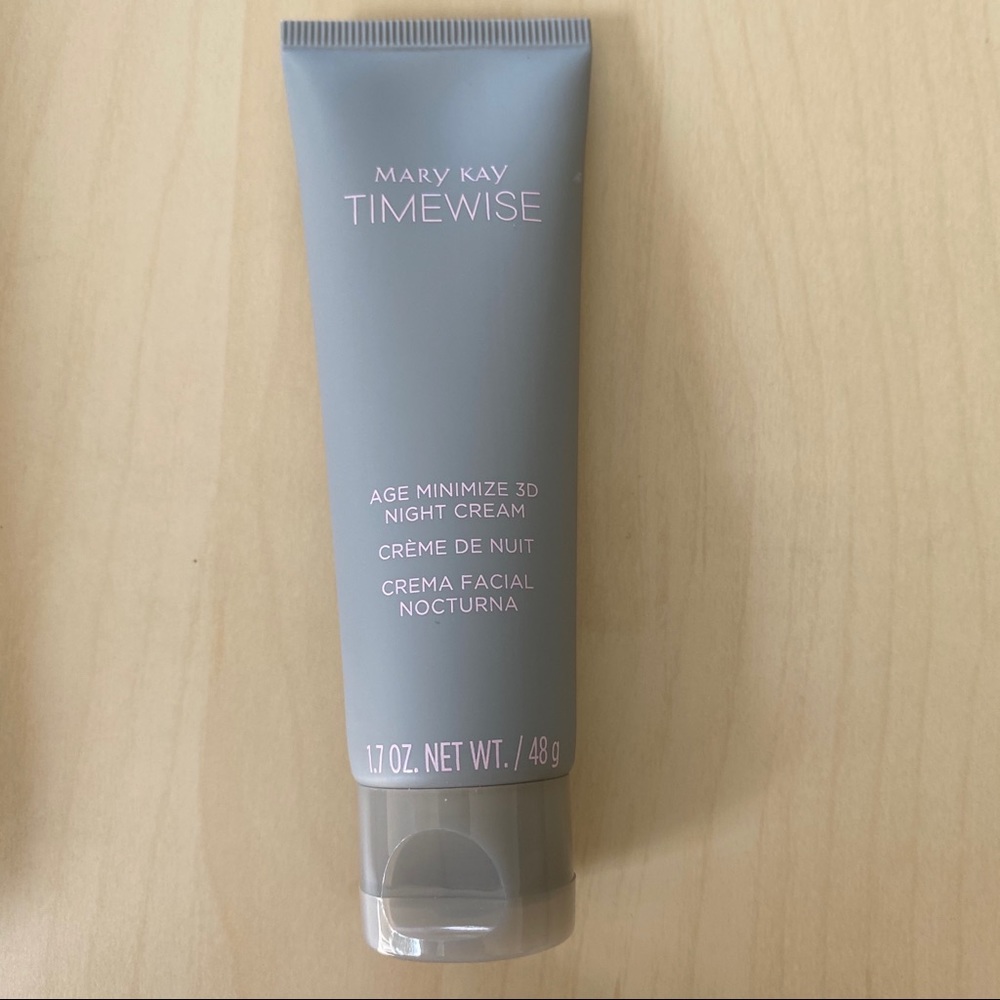 MARY KAY
TIMEWISE
AGE MINIMIZE 3D
NIGHT CREAM
CRÈME DE NUIT
CREMA FACIAL
NOCTURNA
1.7 OZ. NET WT. / 48 g